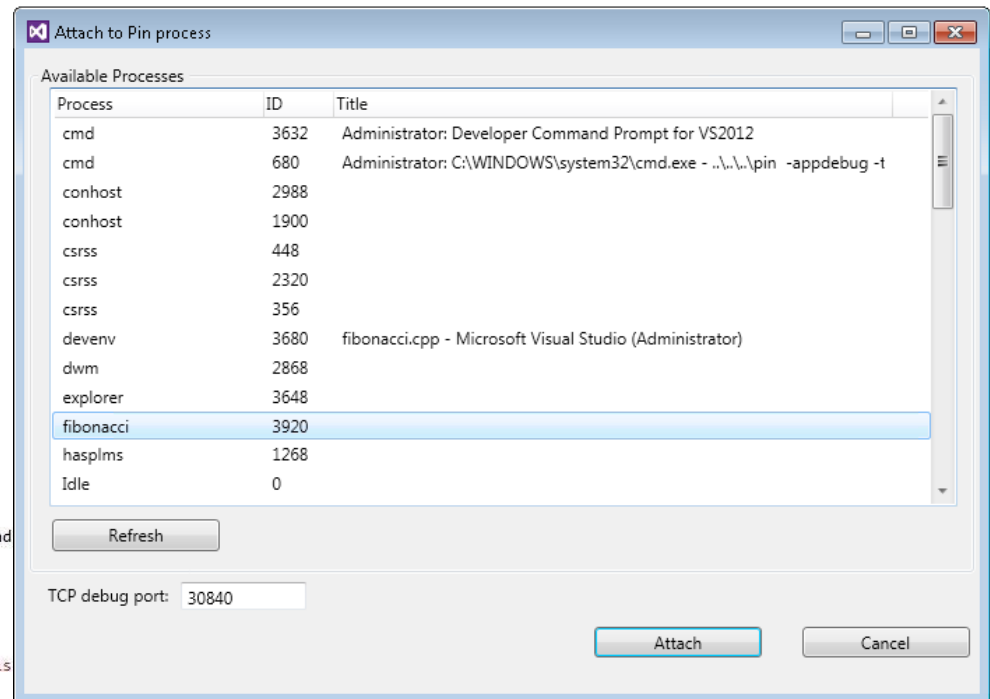 Attach to Pin process
Available Processes
Process ID Title
cmd 3632 Administrator: Developer Command Prompt for VS2012
cmd 680 Administrator: C:\WINDOWS\system32\cmd.exe - ..\..\..\pin -appdebug -t
conhost 2988
conhost 1900
csrss 448
csrss 2320
csrss 356
devenv 3680 fibonacci.cpp - Microsoft Visual Studio (Administrator)
dwm 2868
explorer 3648
fibonacci 3920
hasplms 1268
Idle 0
Refresh
TCP debug port: 30840
Attach Cancel